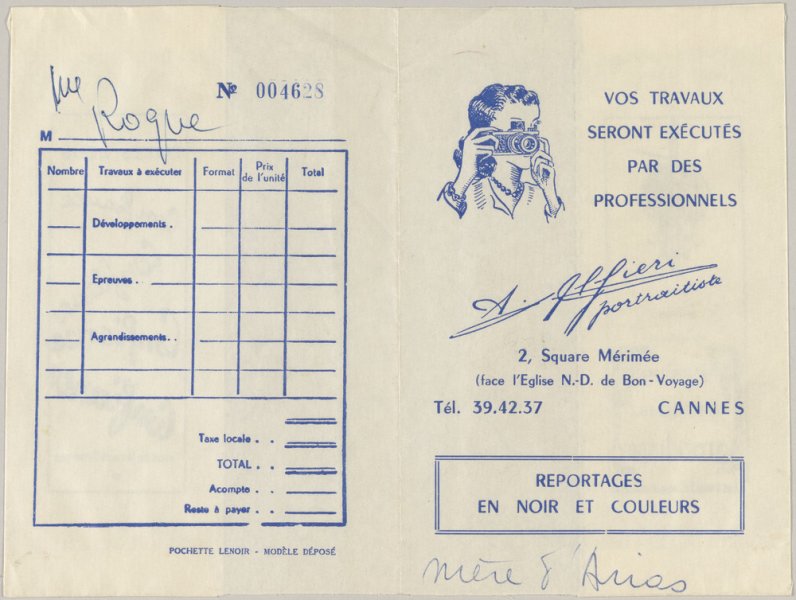 Mme Roque
Nº 004628
M
Nombre Travaux à exécuter Format Prix de l'unité Total
Développements .
Epreuves . .
Agrandissements. .
Taxe locale . .
TOTAL . .
Acompte . .
Reste à payer . .
POCHETTE LENOIR - MODÈLE DÉPOSÉ
VOS TRAVAUX
SERONT EXÉCUTÉS
PAR DES
PROFESSIONNELS
A. Alfieri
portraitiste
2, Square Mérimée
(face l'Eglise N.-D. de Bon-Voyage)
Tél. 39.42.37 CANNES
REPORTAGES
EN NOIR ET COULEURS
mère d'Arias